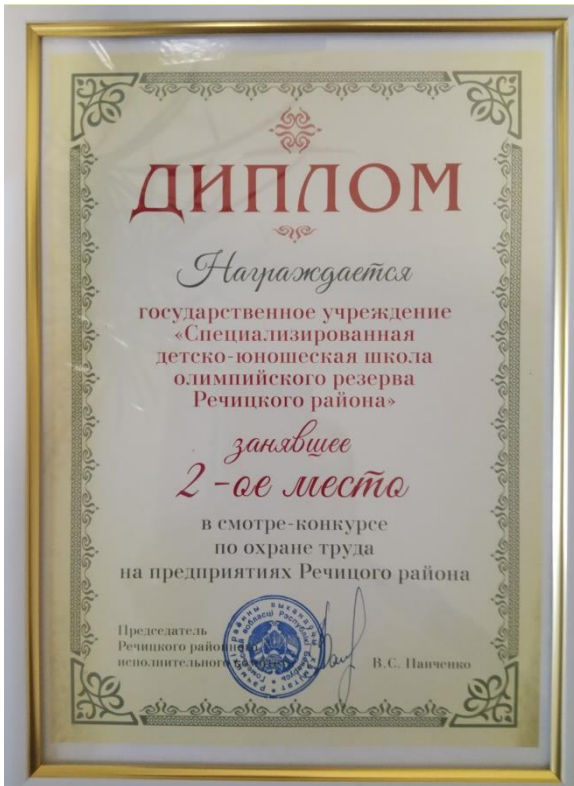 ДИПЛОМ
Награждается
государственное учреждение
«Специализированная
детско-юношеская школа
олимпийского резерва
Речицкого района»
занявшее
2-ое место
в смотре-конкурсе
по охране труда
на предприятиях Речицого района
Председатель
Речицкого районного
исполнительного комитета
В.С. Панченко